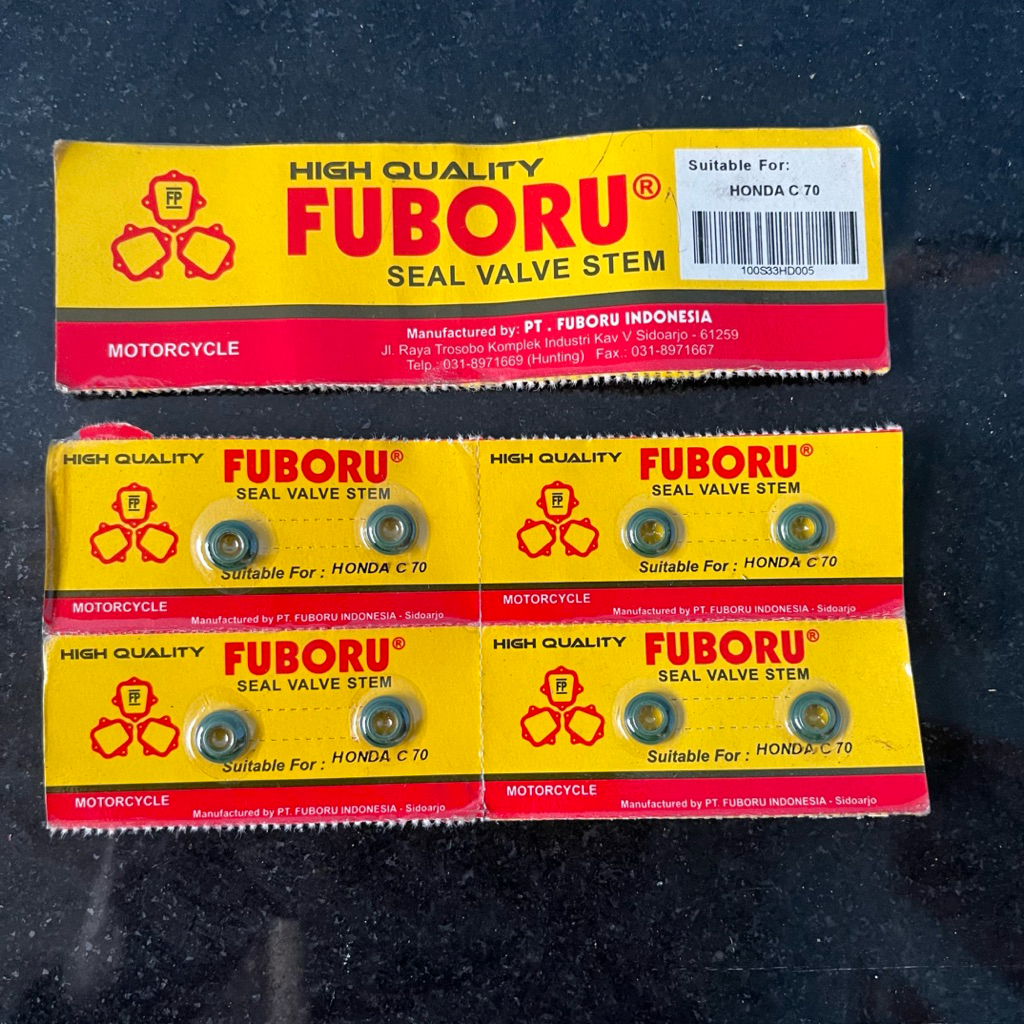 HIGH QUALITY
FUBORU®
SEAL VALVE STEM
FP
Suitable For:
HONDA C 70
100S33HD005
MOTORCYCLE
Manufactured by: PT . FUBORU INDONESIA
Jl. Raya Trosobo Komplek Industri Kav V Sidoarjo - 61259
Telp.: 031-8971669 (Hunting) Fax.: 031-8971667
HIGH QUALITY FUBORU®
SEAL VALVE STEM
FP
Suitable For : HONDA C 70
MOTORCYCLE
Manufactured by PT. FUBORU INDONESIA - Sidoarjo
HIGH QUALITY FUBORU®
SEAL VALVE STEM
FP
Suitable For : HONDA C 70
MOTORCYCLE
Manufactured by PT. FUBORU INDONESIA - Sidoarjo
HIGH QUALITY FUBORU®
SEAL VALVE STEM
FP
Suitable For : HONDA C 70
MOTORCYCLE
Manufactured by PT. FUBORU INDONESIA - Sidoarjo
HIGH QUALITY FUBORU®
SEAL VALVE STEM
FP
Suitable For : HONDA C 70
MOTORCYCLE
Manufactured by PT. FUBORU INDONESIA - Sidoarjo